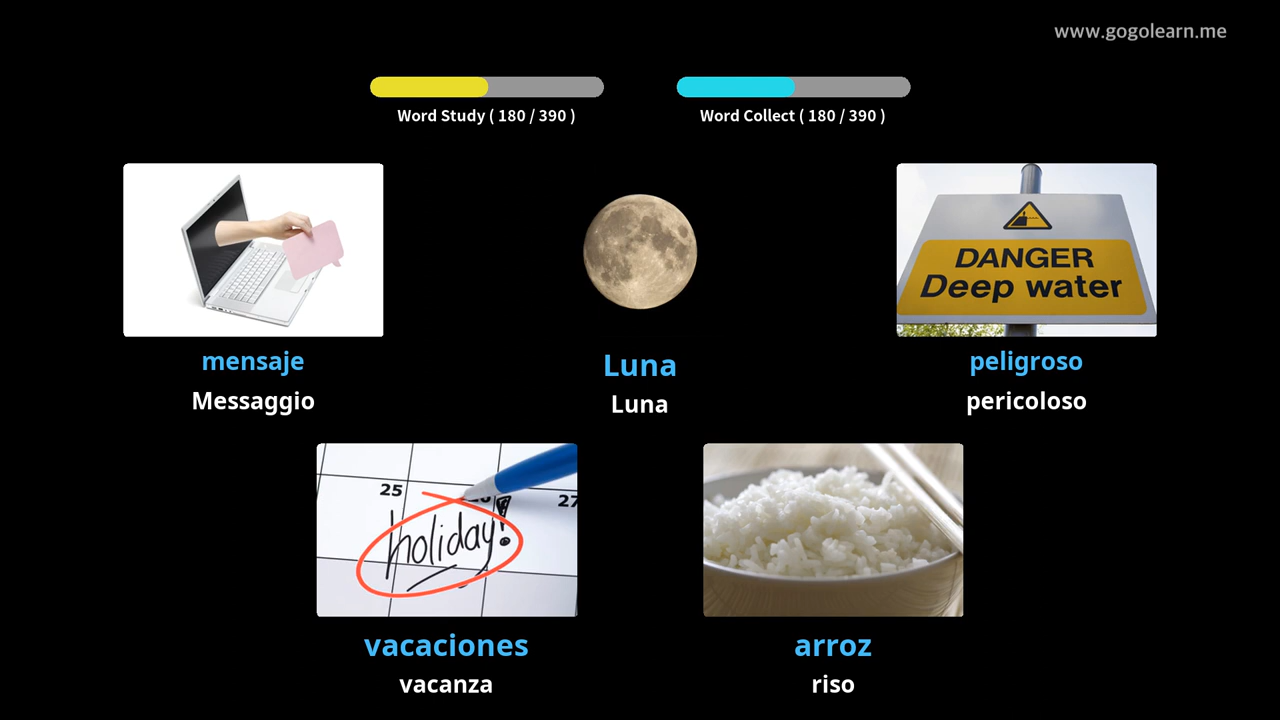 www.gogolearn.me
Word Study ( 180 / 390 )
Word Collect ( 180 / 390 )
DANGER
Deep water
mensaje
Messaggio
Luna
Luna
peligroso
pericoloso
25
27
holiday!
vacaciones
vacanza
arroz
riso